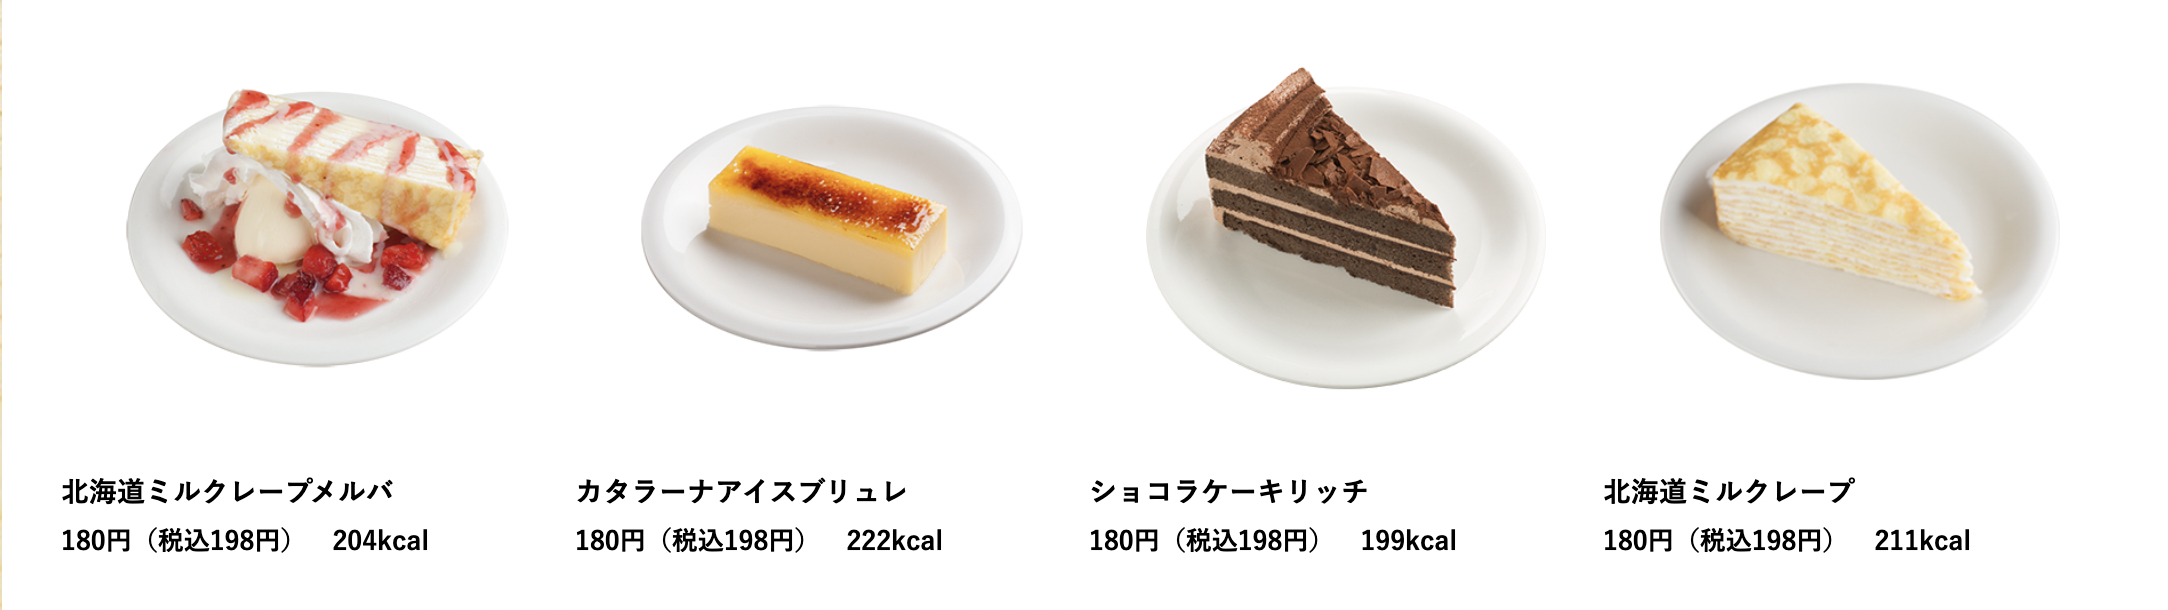 北海道ミルクレープメルバ
180円（税込198円）　204kcal
カタラーナアイスブリュレ
180円（税込198円）　222kcal
ショコラケーキリッチ
180円（税込198円）　199kcal
北海道ミルクレープ
180円（税込198円）　211kcal